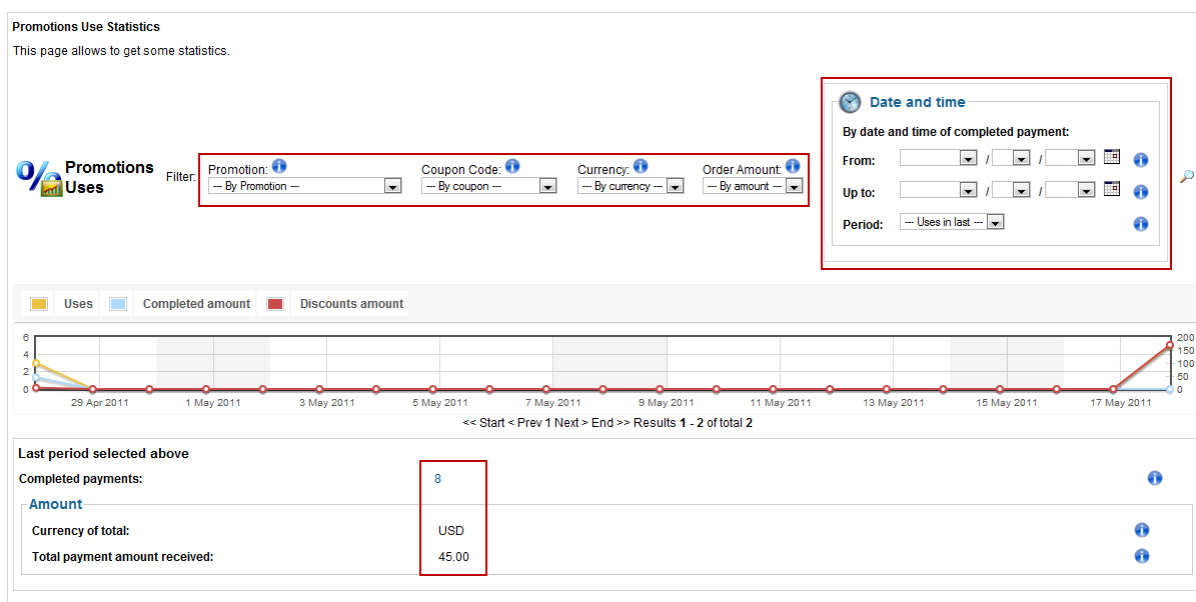 Promotions Use Statistics
This page allows to get some statistics.
Promotions
Uses
Filter:
Promotion:
--- By Promotion ---
Coupon Code:
--- By coupon ---
Currency:
--- By currency ---
Order Amount:
--- By amount ---
Date and time
By date and time of completed payment:
From: / /
Up to: / /
Period: --- Uses in last ---
Uses Completed amount Discounts amount
6
4
2
0
200
150
100
50
0
29 Apr 2011 1 May 2011 3 May 2011 5 May 2011 7 May 2011 9 May 2011 11 May 2011 13 May 2011 15 May 2011 17 May 2011
<< Start < Prev 1 Next > End >> Results 1 - 2 of total 2
Last period selected above
Completed payments: 8
Amount
Currency of total: USD
Total payment amount received: 45.00